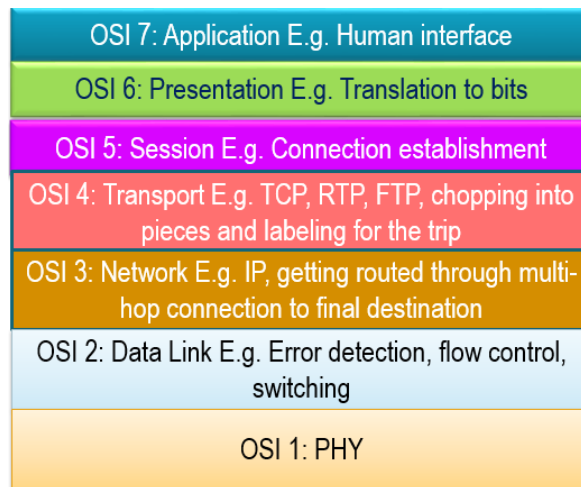 OSI 7: Application E.g. Human interface
OSI 6: Presentation E.g. Translation to bits
OSI 5: Session E.g. Connection establishment
OSI 4: Transport E.g. TCP, RTP, FTP, chopping into
pieces and labeling for the trip
OSI 3: Network E.g. IP, getting routed through multi-
hop connection to final destination
OSI 2: Data Link E.g. Error detection, flow control,
switching
OSI 1: PHY